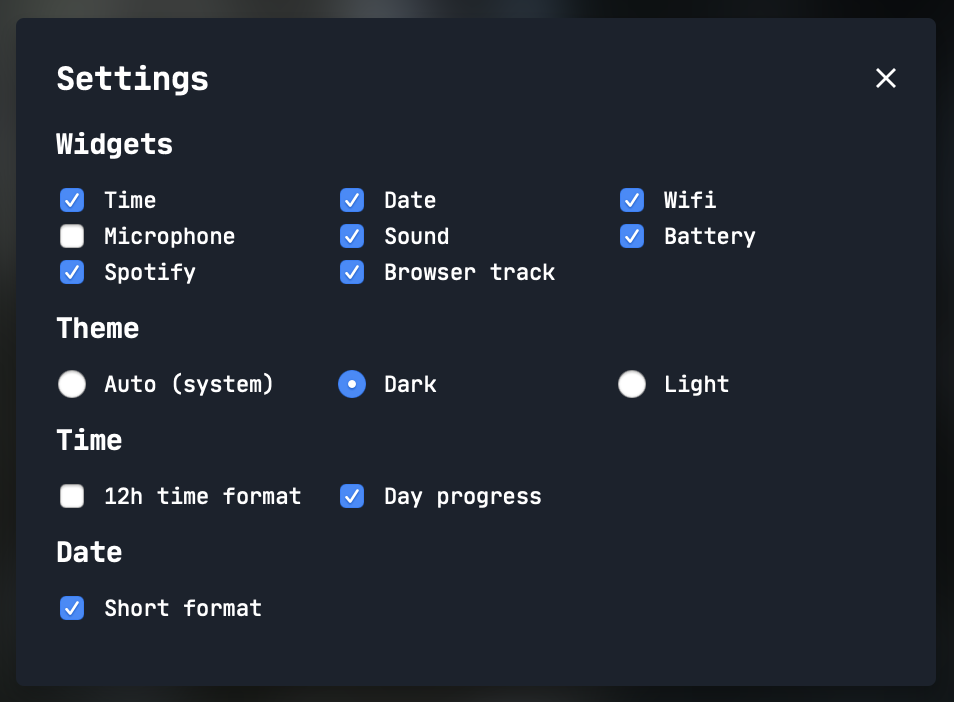 Settings
Widgets
Time Date Wifi
Microphone Sound Battery
Spotify Browser track
Theme
Auto (system) Dark Light
Time
12h time format Day progress
Date
Short format